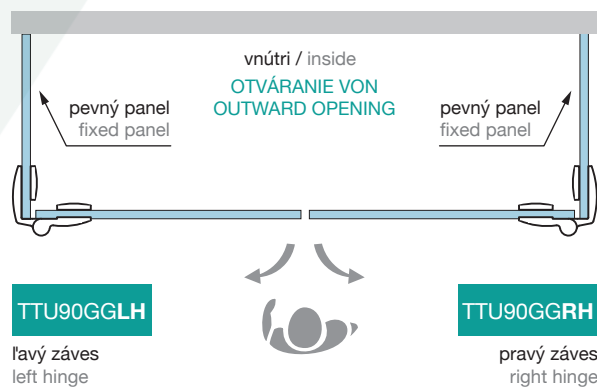 vnútri / inside
OTVÁRANIE VON
OUTWARD OPENING
pevný panel
fixed panel
pevný panel
fixed panel
TTU90GGLH
ľavý záves
left hinge
TTU90GGRH
pravý záves
right hinge